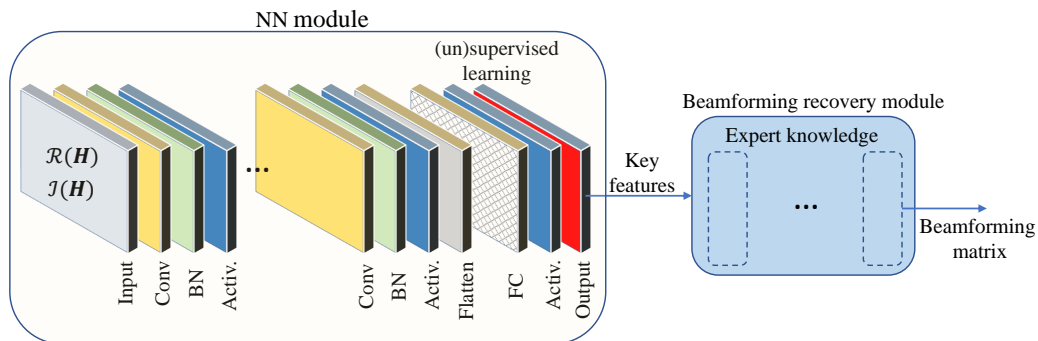 NN module
(un)supervised
learning
ℛ(𝑯)
ℐ(𝑯)
...
Input
Conv
BN
Activ.
Conv
BN
Activ.
Flatten
FC
Activ.
Output
Key
features
Beamforming recovery module
Expert knowledge
...
Beamforming
matrix